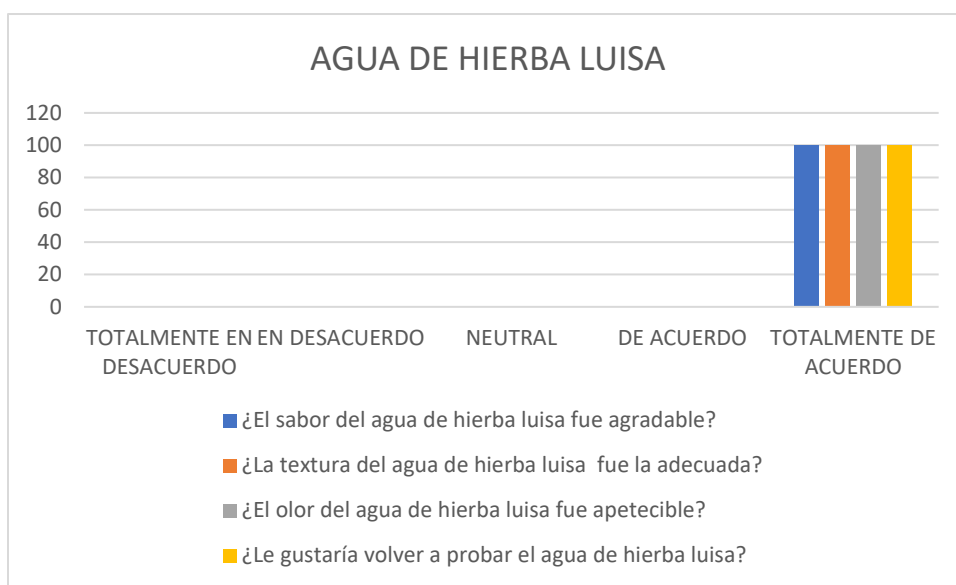 AGUA DE HIERBA LUISA
120
100
80
60
40
20
0
TOTALMENTE EN DESACUERDO
EN DESACUERDO
NEUTRAL
DE ACUERDO
TOTALMENTE DE ACUERDO
¿El sabor del agua de hierba luisa fue agradable?
¿La textura del agua de hierba luisa  fue la adecuada?
¿El olor del agua de hierba luisa fue apetecible?
¿Le gustaría volver a probar el agua de hierba luisa?